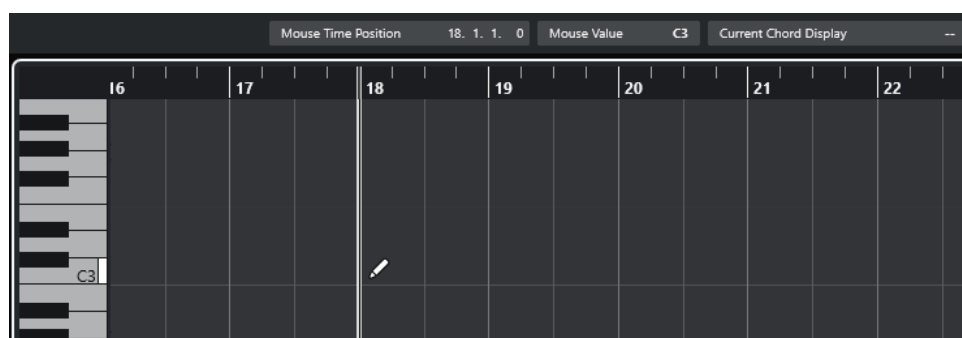 Mouse Time Position 18. 1. 1. 0 Mouse Value C3 Current Chord Display --
16 17 18 19 20 21 22
C3